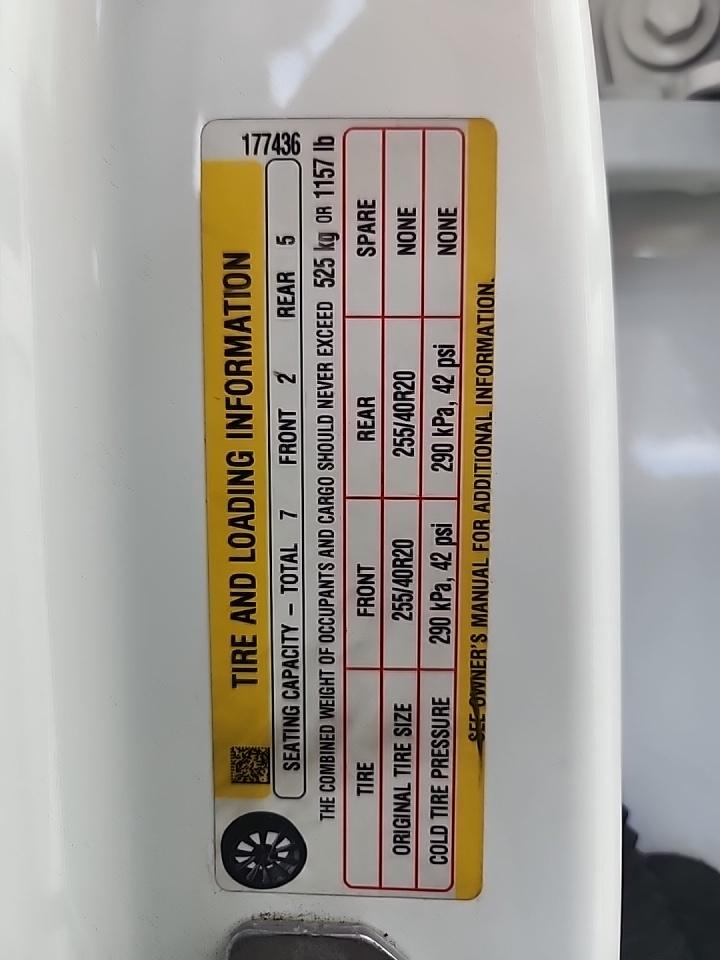 177436
TIRE AND LOADING INFORMATION
SEATING CAPACITY – TOTAL 7 FRONT 2 REAR 5
THE COMBINED WEIGHT OF OCCUPANTS AND CARGO SHOULD NEVER EXCEED 525 kg OR 1157 lb
TIRE FRONT REAR SPARE
ORIGINAL TIRE SIZE 255/40R20 255/40R20 NONE
COLD TIRE PRESSURE 290 kPa, 42 psi 290 kPa, 42 psi NONE
SEE OWNER'S MANUAL FOR ADDITIONAL INFORMATION.